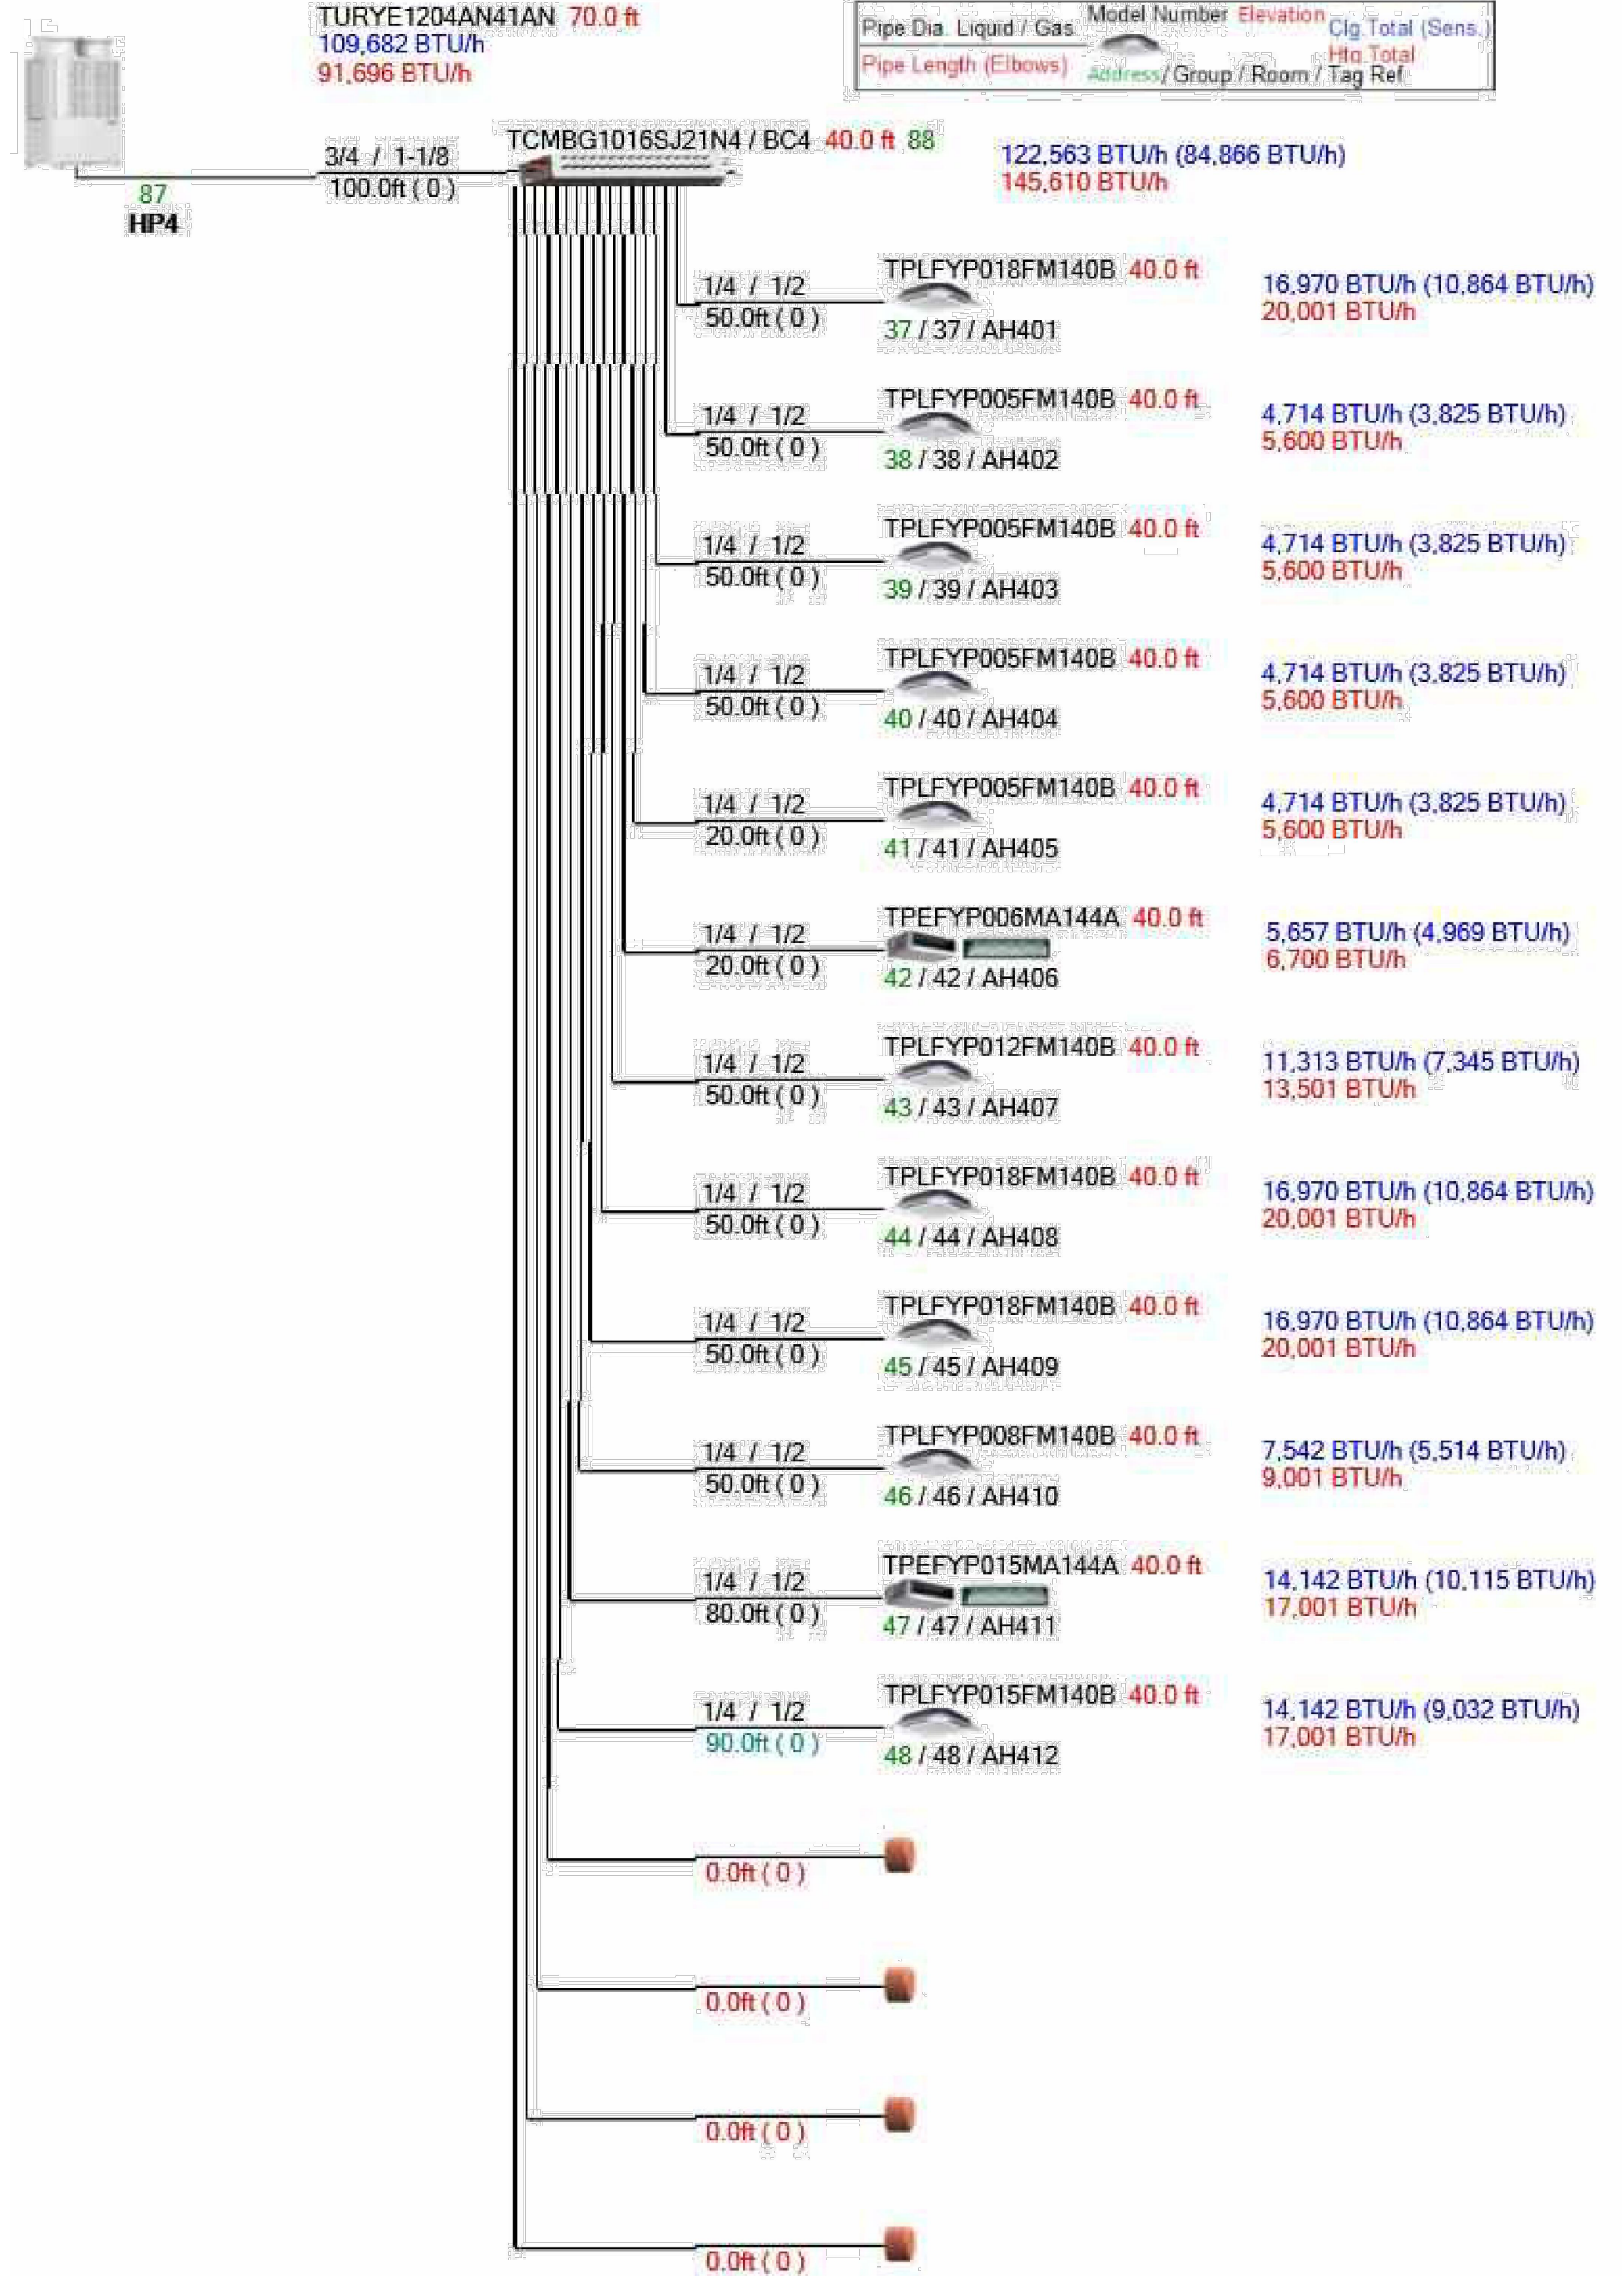 TURYE1204AN41AN 70.0 ft
109,682 BTU/h
91,696 BTU/h
Pipe Dia. Liquid / Gas
Pipe Length (Elbows)
Model Number Elevation
Clg.Total (Sens.)
Htg.Total
Address / Group / Room / Tag Ref
3/4 / 1-1/8
100.0ft ( 0 )
87
HP4
TCMBG1016SJ21N4 / BC4 40.0 ft 88
122,563 BTU/h (84,866 BTU/h)
145,610 BTU/h
1/4 / 1/2
50.0ft ( 0 )
TPLFYP018FM140B 40.0 ft
37 / 37 / AH401
16,970 BTU/h (10,864 BTU/h)
20,001 BTU/h
1/4 / 1/2
50.0ft ( 0 )
TPLFYP005FM140B 40.0 ft
38 / 38 / AH402
4,714 BTU/h (3,825 BTU/h)
5,600 BTU/h
1/4 / 1/2
50.0ft ( 0 )
TPLFYP005FM140B 40.0 ft
39 / 39 / AH403
4,714 BTU/h (3,825 BTU/h)
5,600 BTU/h
1/4 / 1/2
50.0ft ( 0 )
TPLFYP005FM140B 40.0 ft
40 / 40 / AH404
4,714 BTU/h (3,825 BTU/h)
5,600 BTU/h
1/4 / 1/2
20.0ft ( 0 )
TPLFYP005FM140B 40.0 ft
41 / 41 / AH405
4,714 BTU/h (3,825 BTU/h)
5,600 BTU/h
1/4 / 1/2
20.0ft ( 0 )
TPEFYP006MA144A 40.0 ft
42 / 42 / AH406
5,657 BTU/h (4,969 BTU/h)
6,700 BTU/h
1/4 / 1/2
50.0ft ( 0 )
TPLFYP012FM140B 40.0 ft
43 / 43 / AH407
11,313 BTU/h (7,345 BTU/h)
13,501 BTU/h
1/4 / 1/2
50.0ft ( 0 )
TPLFYP018FM140B 40.0 ft
44 / 44 / AH408
16,970 BTU/h (10,864 BTU/h)
20,001 BTU/h
1/4 / 1/2
50.0ft ( 0 )
TPLFYP018FM140B 40.0 ft
45 / 45 / AH409
16,970 BTU/h (10,864 BTU/h)
20,001 BTU/h
1/4 / 1/2
50.0ft ( 0 )
TPLFYP008FM140B 40.0 ft
46 / 46 / AH410
7,542 BTU/h (5,514 BTU/h)
9,001 BTU/h
1/4 / 1/2
80.0ft ( 0 )
TPEFYP015MA144A 40.0 ft
47 / 47 / AH411
14,142 BTU/h (10,115 BTU/h)
17,001 BTU/h
1/4 / 1/2
90.0ft ( 0 )
TPLFYP015FM140B 40.0 ft
48 / 48 / AH412
14,142 BTU/h (9,032 BTU/h)
17,001 BTU/h
0.0ft ( 0 )
0.0ft ( 0 )
0.0ft ( 0 )
0.0ft ( 0 )